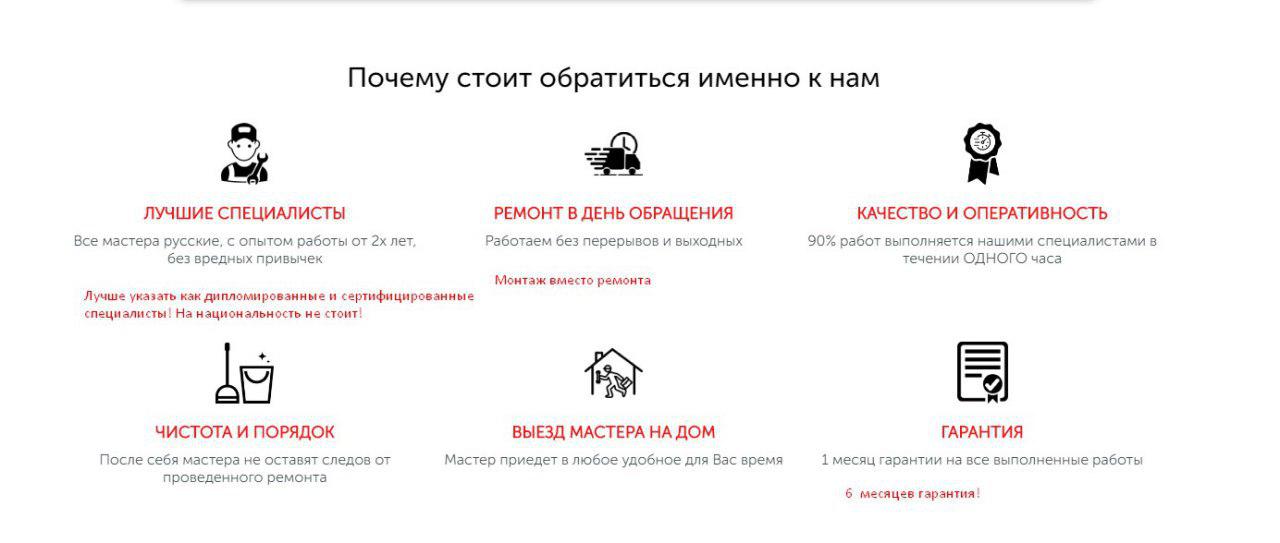 Почему стоит обратиться именно к нам
ЛУЧШИЕ СПЕЦИАЛИСТЫ
Все мастера русские, с опытом работы от 2х лет,
без вредных привычек
Лучше указать как дипломированные и сертифицированные
специалисты! На национальность не стоит!
РЕМОНТ В ДЕНЬ ОБРАЩЕНИЯ
Работаем без перерывов и выходных
Монтаж вместо ремонта
КАЧЕСТВО И ОПЕРАТИВНОСТЬ
90% работ выполняется нашими специалистами в
течении ОДНОГО часа
ЧИСТОТА И ПОРЯДОК
После себя мастера не оставят следов от
проведенного ремонта
ВЫЕЗД МАСТЕРА НА ДОМ
Мастер приедет в любое удобное для Вас время
ГАРАНТИЯ
1 месяц гарантии на все выполненные работы
6 месяцев гарантия!